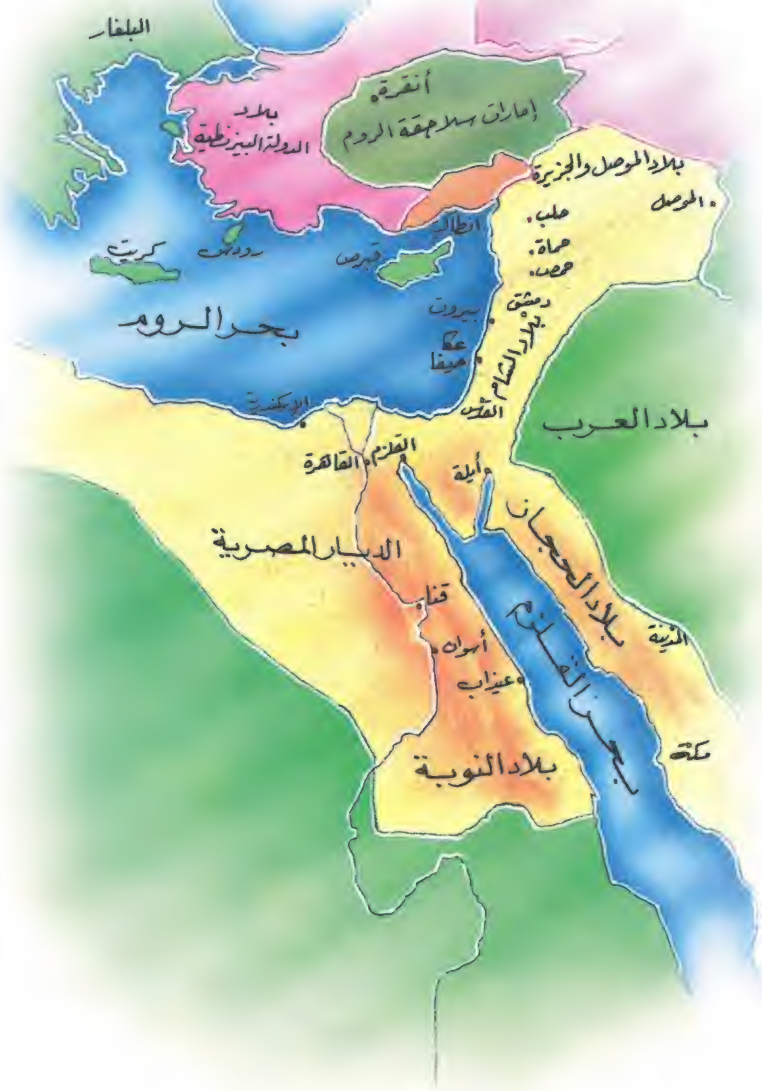 البلغار
أنقرة
إمارات سلاجقة الروم
بلاد
الدولة البيزنطية
بلاد الموصل والجزيرة
الموصل
حلب
حماة
حمص
كريت
رودس
قبرص
بحر الروم
بيروت
دمشق
بلاد الشام
عكا
حيفا
القدس
الإسكندرية
بلاد العرب
القلزم
القاهرة
أيلة
الديار المصرية
بلاد الحجاز
قنا
بحر القلزم
المدينة
أسوان
عيزاب
مكة
بلاد النوبة